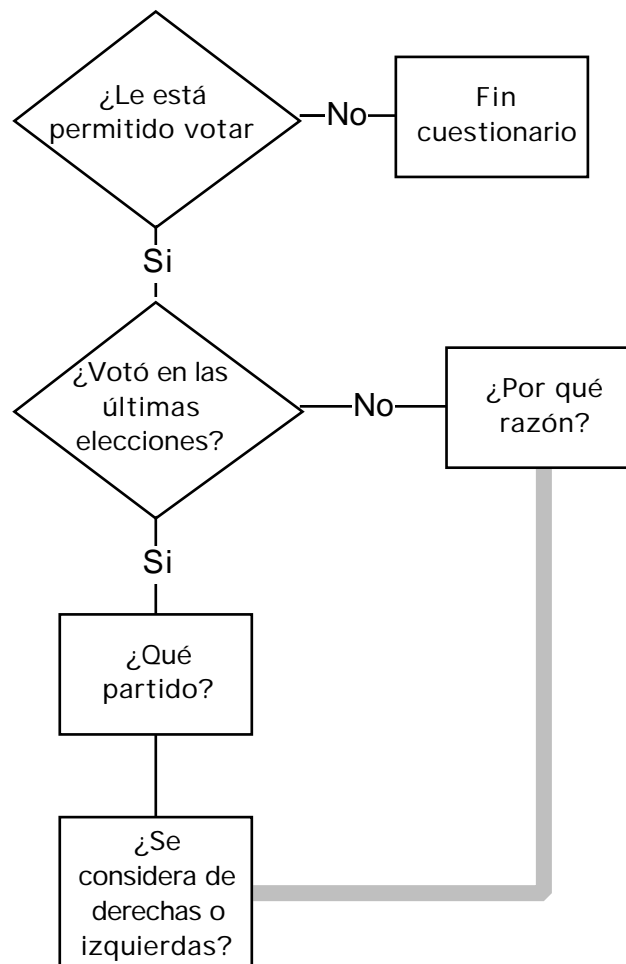 ¿Le está
permitido votar
No
Fin
cuestionario
Si
¿Votó en las
últimas
elecciones?
No
¿Por qué
razón?
Si
¿Qué
partido?
¿Se
considera de
derechas o
izquierdas?